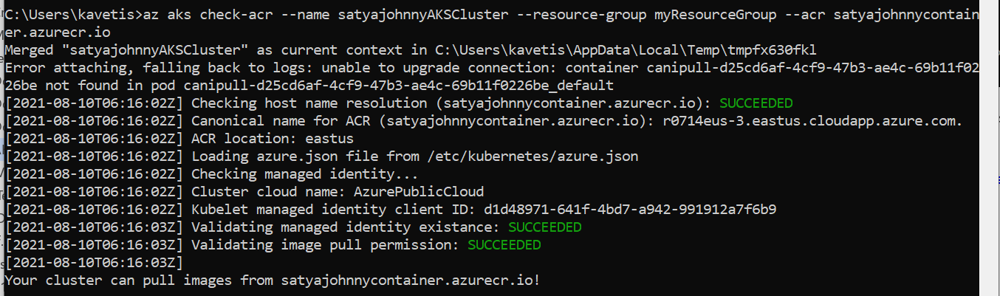 C:\Users\kavetis>az aks check-acr --name satyajohnnyAKSCluster --resource-group myResourceGroup --acr satyajohnnycontain
er.azurecr.io
Merged "satyajohnnyAKSCluster" as current context in C:\Users\kavetis\AppData\Local\Temp\tmpfx630fkl
Error attaching, falling back to logs: unable to upgrade connection: container canipull-d25cd6af-4cf9-47b3-ae4c-69b11f02
26be not found in pod canipull-d25cd6af-4cf9-47b3-ae4c-69b11f0226be_default
[2021-08-10T06:16:02Z] Checking host name resolution (satyajohnnycontainer.azurecr.io): SUCCEEDED
[2021-08-10T06:16:02Z] Canonical name for ACR (satyajohnnycontainer.azurecr.io): r0714eus-3.eastus.cloudapp.azure.com.
[2021-08-10T06:16:02Z] ACR location: eastus
[2021-08-10T06:16:02Z] Loading azure.json file from /etc/kubernetes/azure.json
[2021-08-10T06:16:02Z] Checking managed identity...
[2021-08-10T06:16:02Z] Cluster cloud name: AzurePublicCloud
[2021-08-10T06:16:02Z] Kubelet managed identity client ID: d1d48971-641f-4bd7-a942-991912a7f6b9
[2021-08-10T06:16:03Z] Validating managed identity existance: SUCCEEDED
[2021-08-10T06:16:03Z] Validating image pull permission: SUCCEEDED
[2021-08-10T06:16:03Z]
Your cluster can pull images from satyajohnnycontainer.azurecr.io!